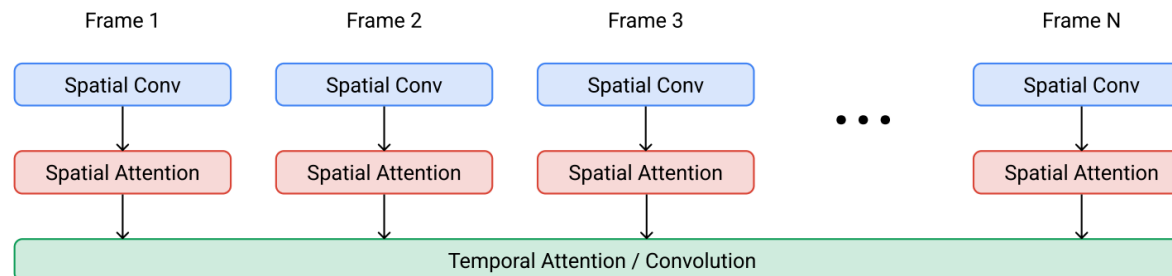 Frame 1 Frame 2 Frame 3 Frame N
Spatial Conv Spatial Conv Spatial Conv Spatial Conv
Spatial Attention Spatial Attention Spatial Attention Spatial Attention
Temporal Attention / Convolution